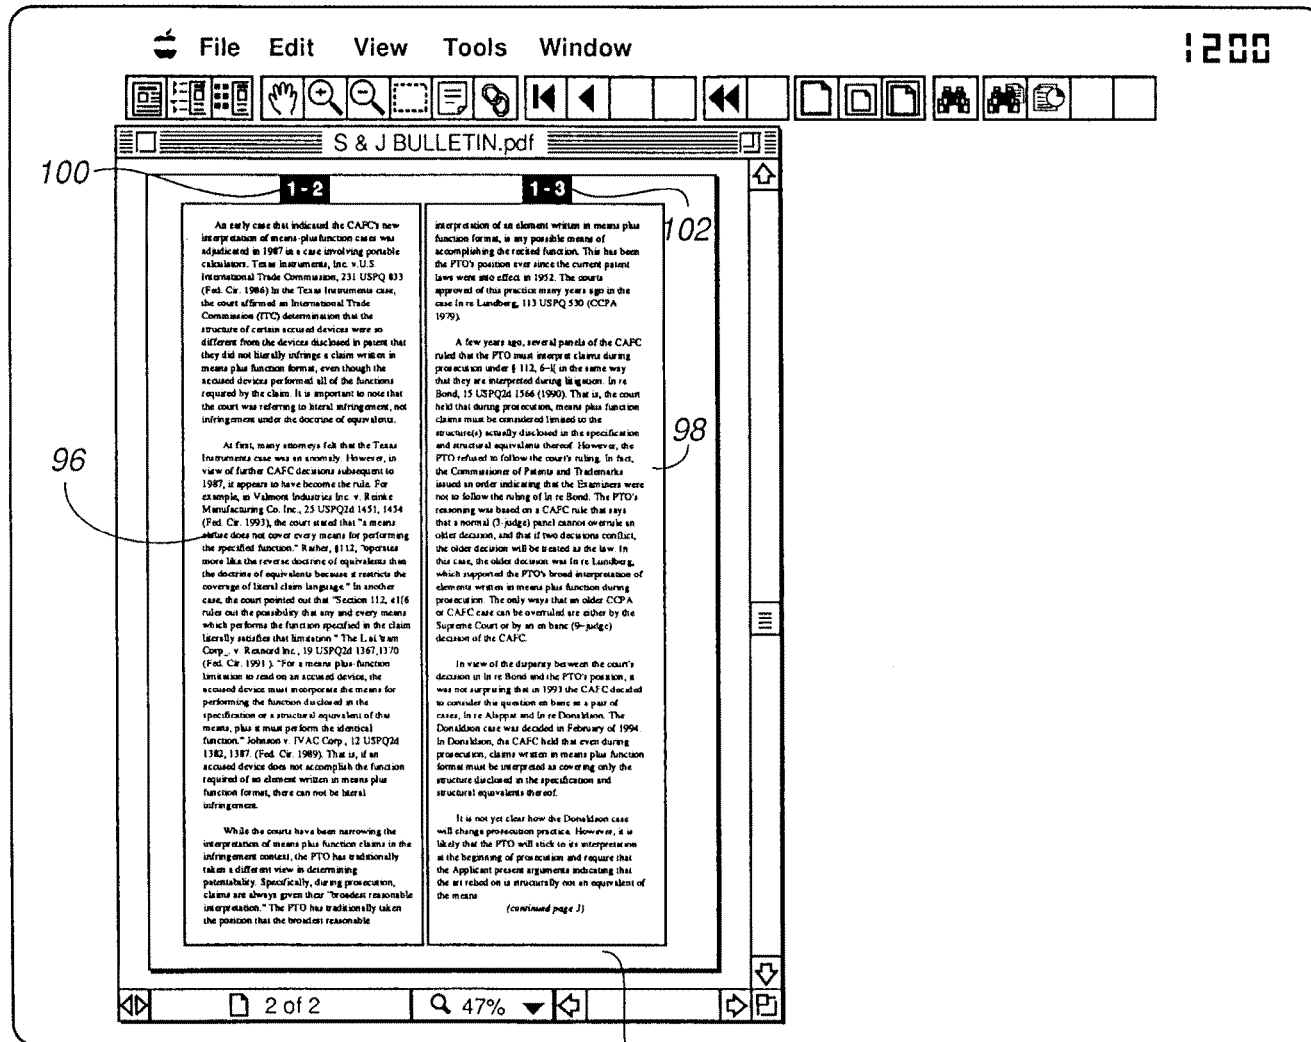 File Edit View Tools Window
1200
S & J BULLETIN.pdf
100
1-2
1-3
102
An early case that indicated the CAFC's new
interpretation of means-plus function cases was
adjudicated in 1987 in a case involving portable
calculators. Texas Instruments, Inc. v.U.S.
International Trade Commission, 231 USPQ 833
(Fed. Cir. 1986) In the Texas Instruments case,
the court affirmed an International Trade
Commission (ITC) determination that the
structure of certain accused devices were so
different from the devices disclosed in patent that
they did not literally infringe a claim written in
means plus function format, even though the
accused devices performed all of the functions
required by the claim. It is important to note that
the court was referring to literal infringement, not
infringement under the doctrine of equivalents.
At first, many attorneys felt that the Texas
Instruments case was an anomaly. However, in
view of further CAFC decisions subsequent to
1987, it appears to have become the rule. For
example, in Valmont Industries Inc. v. Reinke
Manufacturing Co. Inc., 25 USPQ2d 1451, 1454
(Fed. Cir. 1993), the court stated that "a means
clause does not cover every means for performing
the specified function." Rather, §112, "operates
more like the reverse doctrine of equivalents than
the doctrine of equivalents because it restricts the
coverage of literal claim language." In another
case, the court pointed out that "Section 112,
rules out the possibility that any and every means
which performs the function specified in the claim
literally satisfies that limitation" The
Corp_. v. Rexnord Inc., 19 USPQ2d 1367,1370
(Fed. Cir. 1991 ). "For a means plus-function
limitation to read on an accused device, the
accused device must incorporate the means for
performing the function disclosed in the
specification or a structural equivalent of that
means, plus it must perform the identical
function." Johnson v. IVAC Corp., 12 USPQ2d
1382, 1387. (Fed. Cir. 1989). That is, if an
accused device does not accomplish the function
required of an element written in means plus
function format, there can not be literal
infringement.
While the courts have been narrowing the
interpretation of means plus function claims in the
infringement context, the PTO has traditionally
taken a different view in determining
patentability. Specifically, during prosecution,
claims are always given their "broadest reasonable
interpretation." The PTO has traditionally taken
the position that the broadest reasonable
interpretation of an element written in means plus
function format, is any possible means of
accomplishing the recited function. This has been
the PTO's position ever since the current patent
laws went into effect in 1952. The courts
approved of this practice many years ago in the
case In re Lundberg, 113 USPQ 530 (CCPA
1979).
A few years ago, several panels of the CAFC
ruled that the PTO must interpret claims during
prosecution under § 112, in the same way
that they are interpreted during litigation. In re
Bond, 15 USPQ2d 1566 (1990). That is, the court
held that during prosecution, means plus function
claims must be considered limited to the
structure(s) actually disclosed in the specification
and structural equivalents thereof. However, the
PTO refused to follow the court's ruling. In fact,
the Commissioner of Patents and Trademarks
issued an order indicating that the Examiners were
not to follow the ruling of In re Bond. The PTO's
reasoning was based on a CAFC rule that says
that a normal (3-judge) panel cannot overrule an
older decision, and that if two decisions conflict,
the older decision will be treated as the law. In
this case, the older decision was In re Lundberg,
which supported the PTO's broad interpretation of
elements written in means plus function during
prosecution. The only ways that an older CCPA
or CAFC case can be overruled are either by the
Supreme Court or by an en banc (9-judge)
decision of the CAFC.
In view of the disparity between the court's
decision in In re Bond and the PTO's position, it
was not surprising that in 1993 the CAFC decided
to consider the question en banc in a pair of
cases, In re Alappat and In re Donaldson. The
Donaldson case was decided in February of 1994.
In Donaldson, the CAFC held that even during
prosecution, claims written in means plus function
format must be interpreted as covering only the
structure disclosed in the specification and
structural equivalents thereof.
It is not yet clear how the Donaldson case
will change prosecution practice. However, it is
likely that the PTO will stick to its interpretation
at the beginning of prosecution and require that
the Applicant present arguments indicating that
the art relied on is structurally not an equivalent of
the means
(continued page 3)
96
98
2 of 2
47%